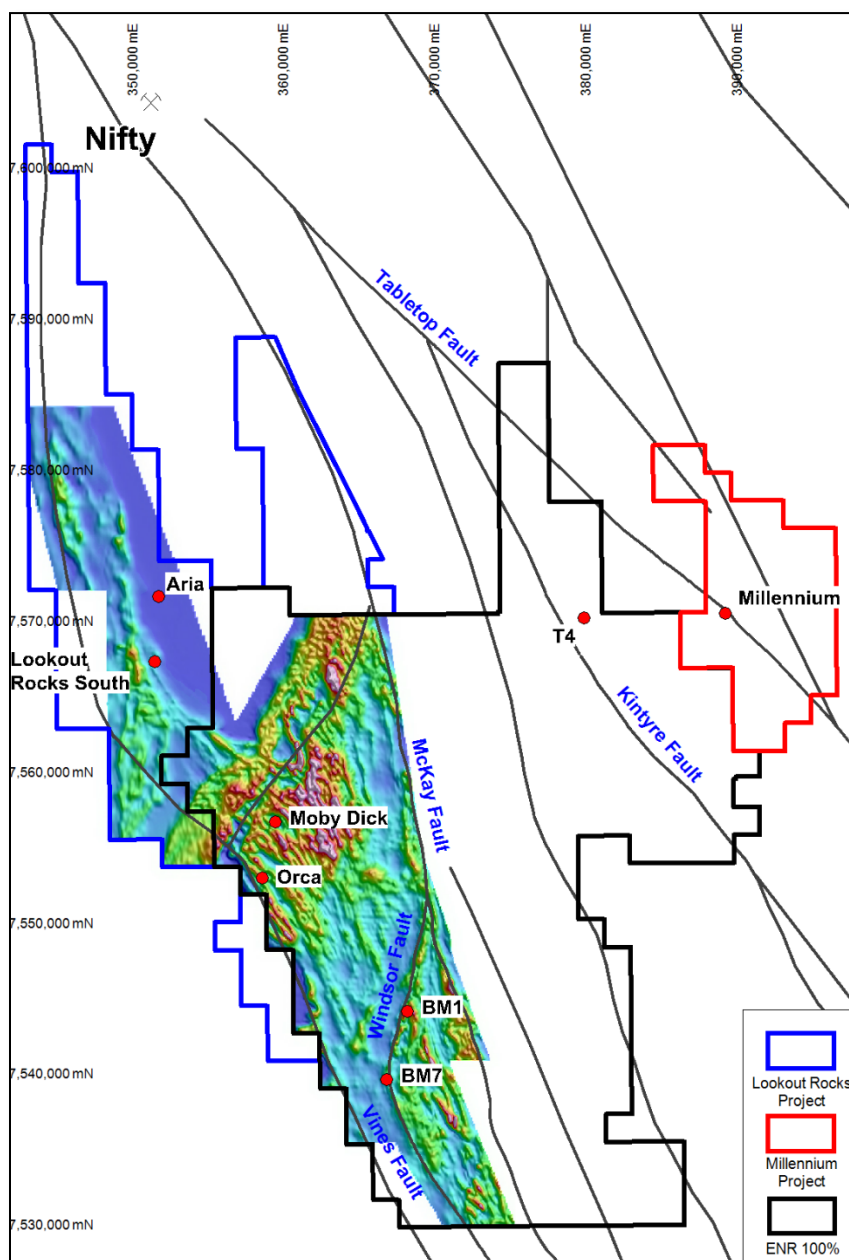 350,000 mE
360,000 mE
370,000 mE
380,000 mE
390,000 mE
Nifty
7,600,000 mN
Tabletop Fault
7,590,000 mN
7,580,000 mN
Aria
Millennium
7,570,000 mN
T4
Lookout
Rocks South
Kintyre Fault
McKay Fault
7,560,000 mN
Moby Dick
Orca
7,550,000 mN
Windsor Fault
BM1
7,540,000 mN
BM7
Vines Fault
7,530,000 mN
Lookout Rocks
Project
Millennium
Project
ENR 100%